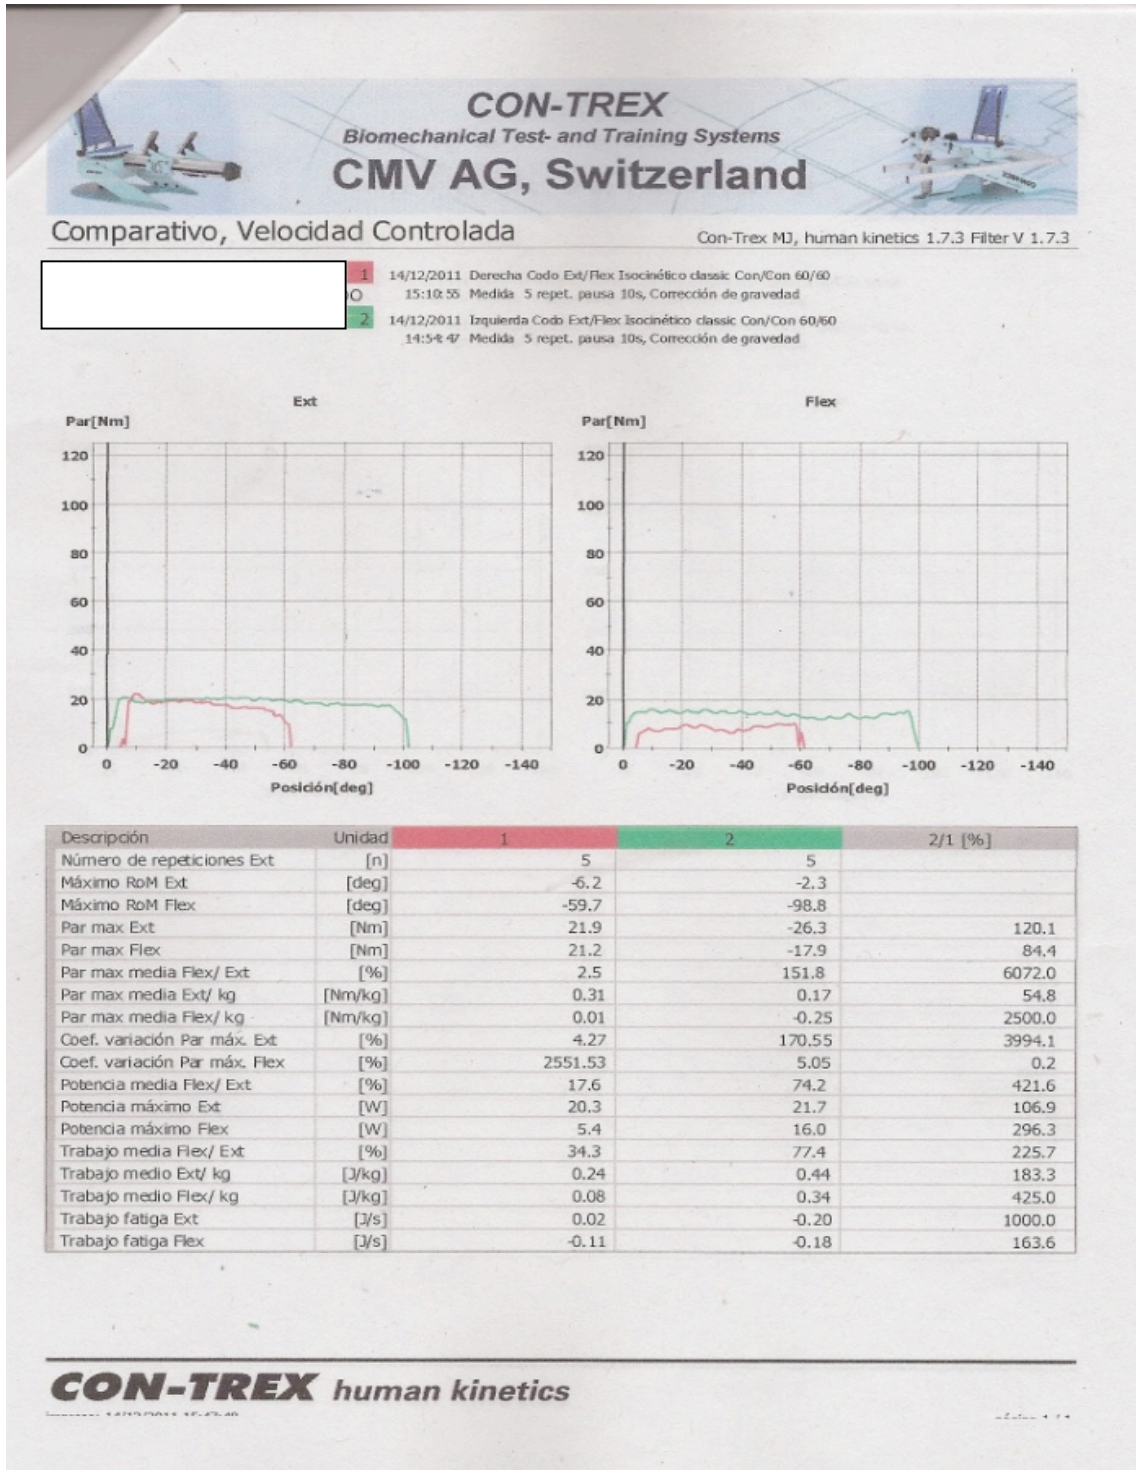 CON-TREX
Biomechanical Test- and Training Systems
CMV AG, Switzerland
Comparativo, Velocidad Controlada
Con-Trex MJ, human kinetics 1.7.3 Filter V 1.7.3
1 14/12/2011 Derecha Codo Ext/Flex Isocinético classic Con/Con 60/60
O 15:10:55 Medida 5 repet. pausa 10s, Corrección de gravedad
2 14/12/2011 Izquierda Codo Ext/Flex Isocinético classic Con/Con 60/60
14:54:47 Medida 5 repet. pausa 10s, Corrección de gravedad
Ext
Par[Nm]
120
100
80
60
40
20
0
0 -20 -40 -60 -80 -100 -120 -140
Posición[deg]
Flex
Par[Nm]
120
100
80
60
40
20
0
0 -20 -40 -60 -80 -100 -120 -140
Posición[deg]
Descripción Unidad 1 2 2/1 [%]
Número de repeticiones Ext [n] 5 5
Máximo RoM Ext [deg] -6.2 -2.3
Máximo RoM Flex [deg] -59.7 -98.8
Par max Ext [Nm] 21.9 -26.3 120.1
Par max Flex [Nm] 21.2 -17.9 84.4
Par max media Flex/ Ext [%] 2.5 151.8 6072.0
Par max media Ext/ kg [Nm/kg] 0.31 0.17 54.8
Par max media Flex/ kg [Nm/kg] 0.01 -0.25 2500.0
Coef. variación Par máx. Ext [%] 4.27 170.55 3994.1
Coef. variación Par máx. Flex [%] 2551.53 5.05 0.2
Potencia media Flex/ Ext [%] 17.6 74.2 421.6
Potencia máximo Ext [W] 20.3 21.7 106.9
Potencia máximo Flex [W] 5.4 16.0 296.3
Trabajo media Flex/ Ext [%] 34.3 77.4 225.7
Trabajo medio Ext/ kg [J/kg] 0.24 0.44 183.3
Trabajo medio Flex/ kg [J/kg] 0.08 0.34 425.0
Trabajo fatiga Ext [J/s] 0.02 -0.20 1000.0
Trabajo fatiga Flex [J/s] -0.11 -0.18 163.6
CON-TREX human kinetics